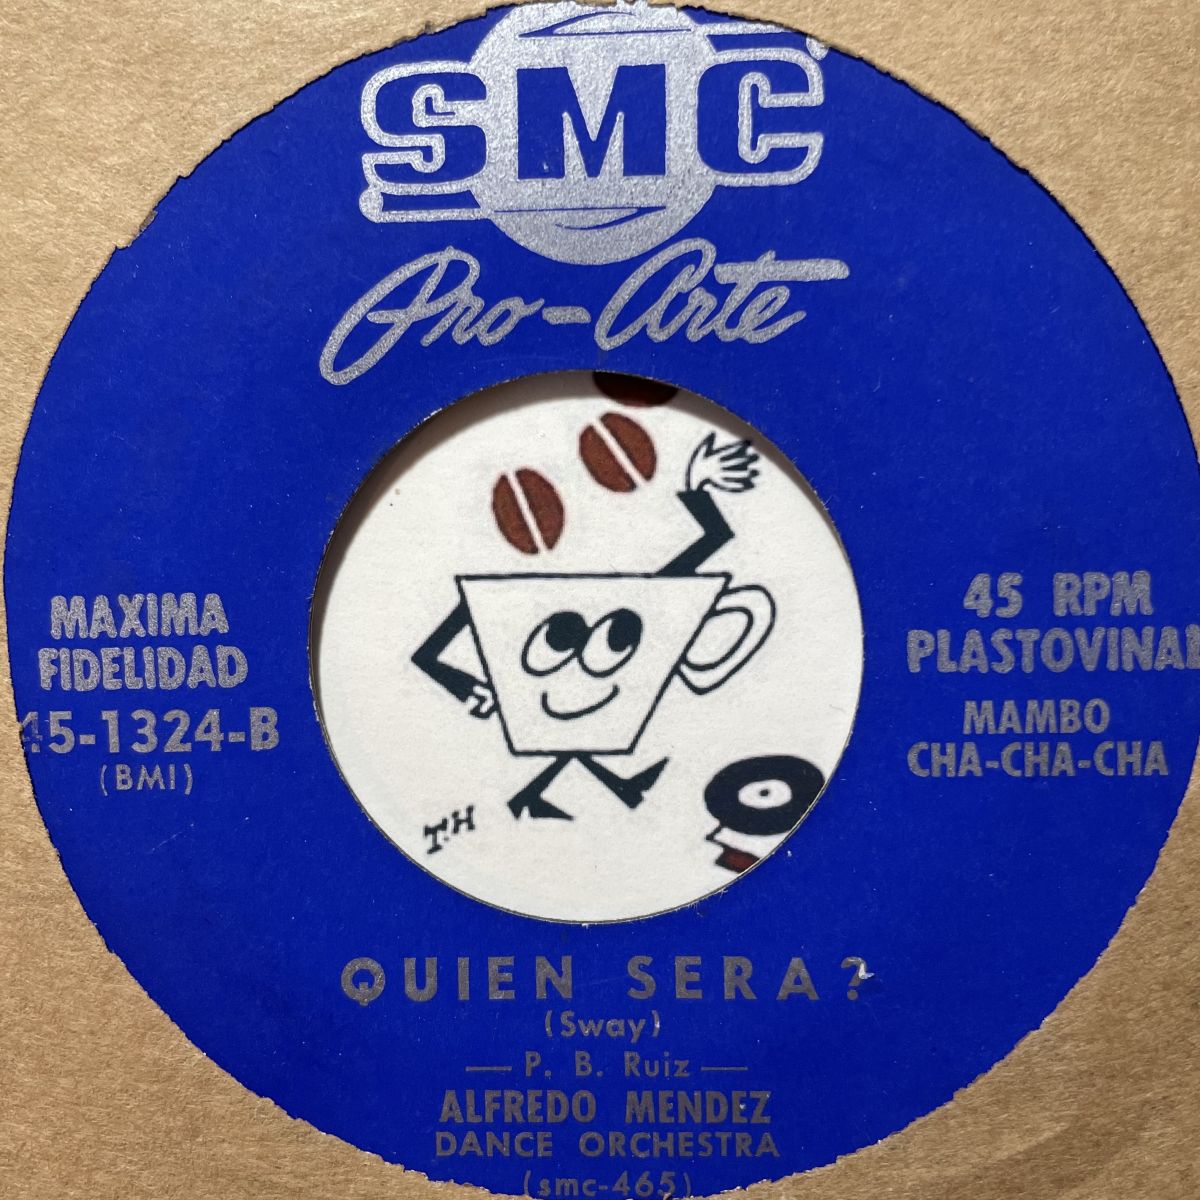 SMC
Pro-Arte
MAXIMA
FIDELIDAD
45-1324-B
(BMI)
45 RPM
PLASTOVINAL
MAMBO
CHA-CHA-CHA
T.H
QUIEN SERA?
(Sway)
— P. B. Ruiz —
ALFREDO MENDEZ
DANCE ORCHESTRA
(smc-465)